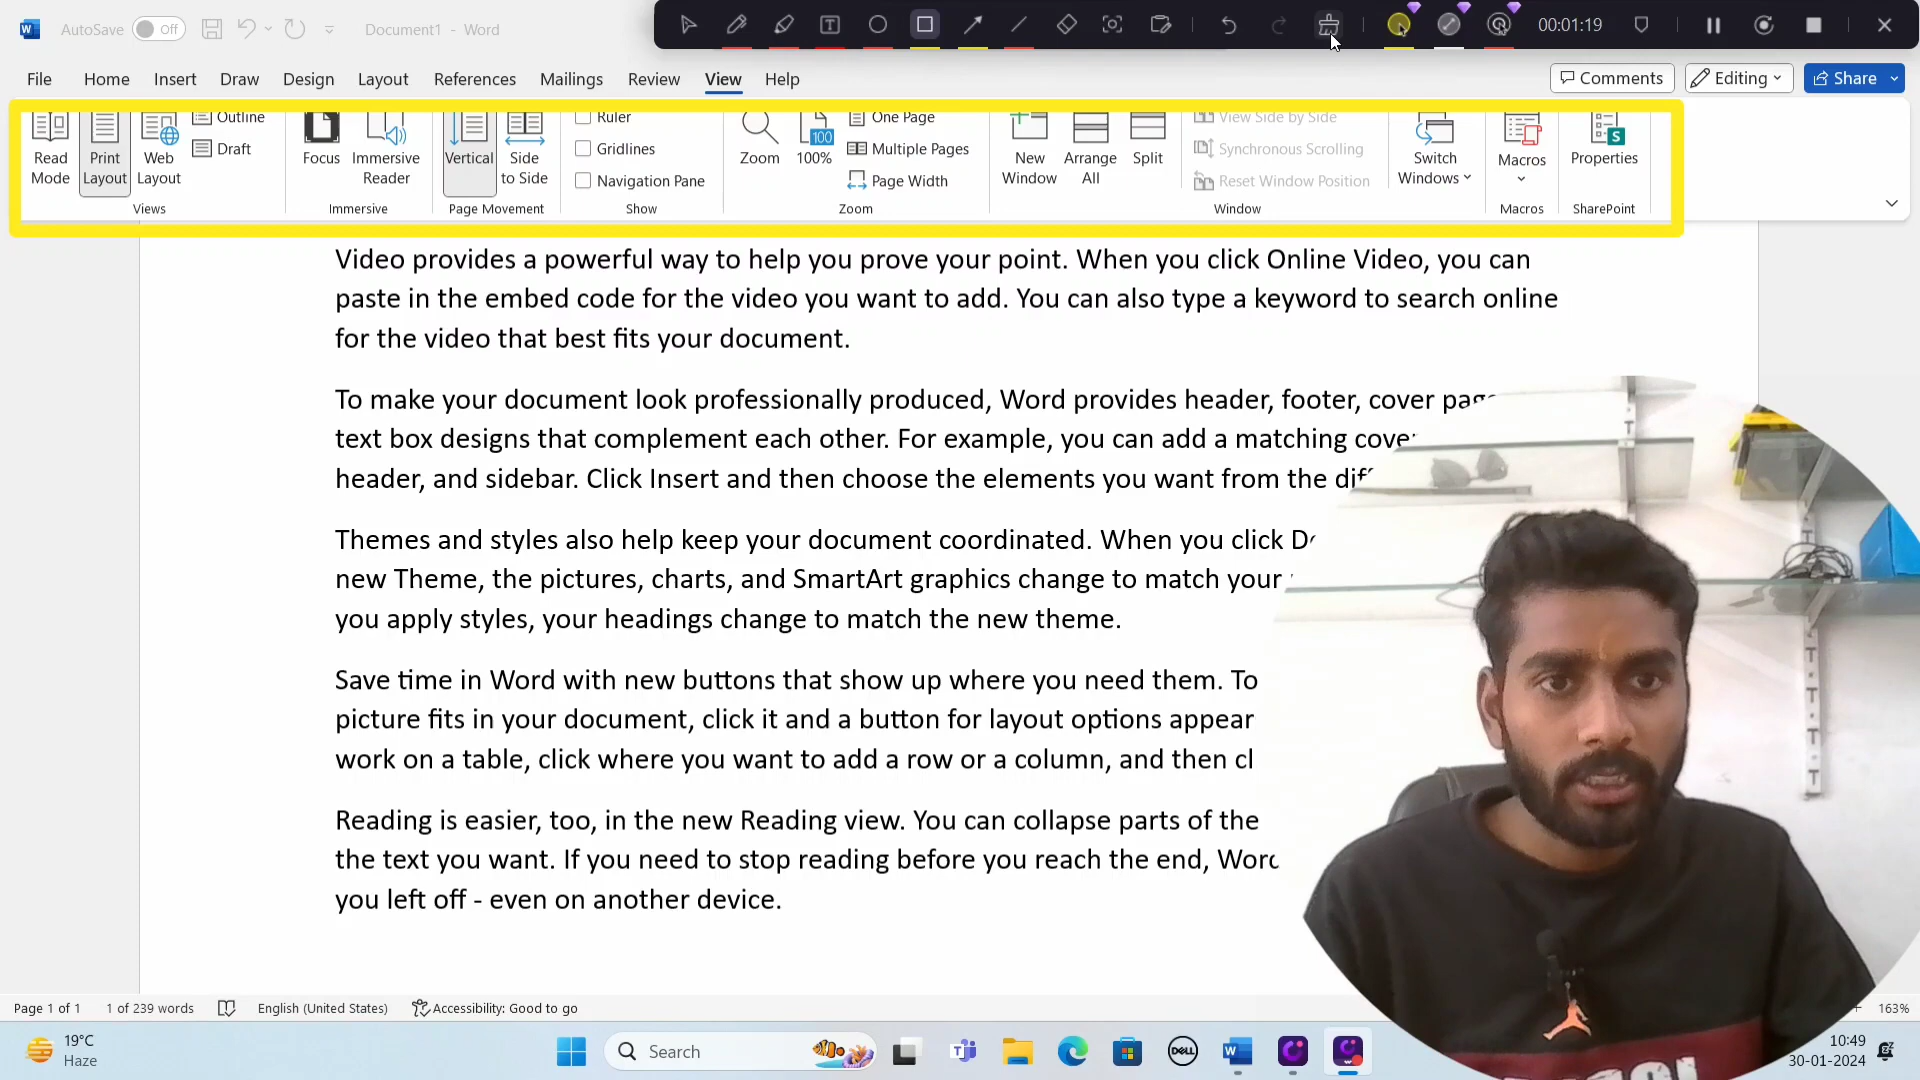 AutoSave Off Document1 - Word 00:01:19
File Home Insert Draw Design Layout References Mailings Review View Help Comments Editing Share
Outline Ruler One Page View Side by Side
Draft Gridlines 100 Multiple Pages Synchronous Scrolling S
Read Mode Print Layout Web Layout Focus Immersive Reader Vertical Side to Side Navigation Pane Zoom 100% Page Width New Window Arrange All Split Reset Window Position Switch Windows Macros Properties
Views Immersive Page Movement Show Zoom Window Macros SharePoint
Video provides a powerful way to help you prove your point. When you click Online Video, you can
paste in the embed code for the video you want to add. You can also type a keyword to search online
for the video that best fits your document.
To make your document look professionally produced, Word provides header, footer, cover page
text box designs that complement each other. For example, you can add a matching cover
header, and sidebar. Click Insert and then choose the elements you want from the diff
Themes and styles also help keep your document coordinated. When you click De
new Theme, the pictures, charts, and SmartArt graphics change to match your
you apply styles, your headings change to match the new theme.
Save time in Word with new buttons that show up where you need them. To
picture fits in your document, click it and a button for layout options appear
work on a table, click where you want to add a row or a column, and then cl
Reading is easier, too, in the new Reading view. You can collapse parts of the
the text you want. If you need to stop reading before you reach the end, Word
you left off - even on another device.
Page 1 of 1 1 of 239 words English (United States) Accessibility: Good to go 163%
19°C
Haze
Search
DELL
10:49
30-01-2024